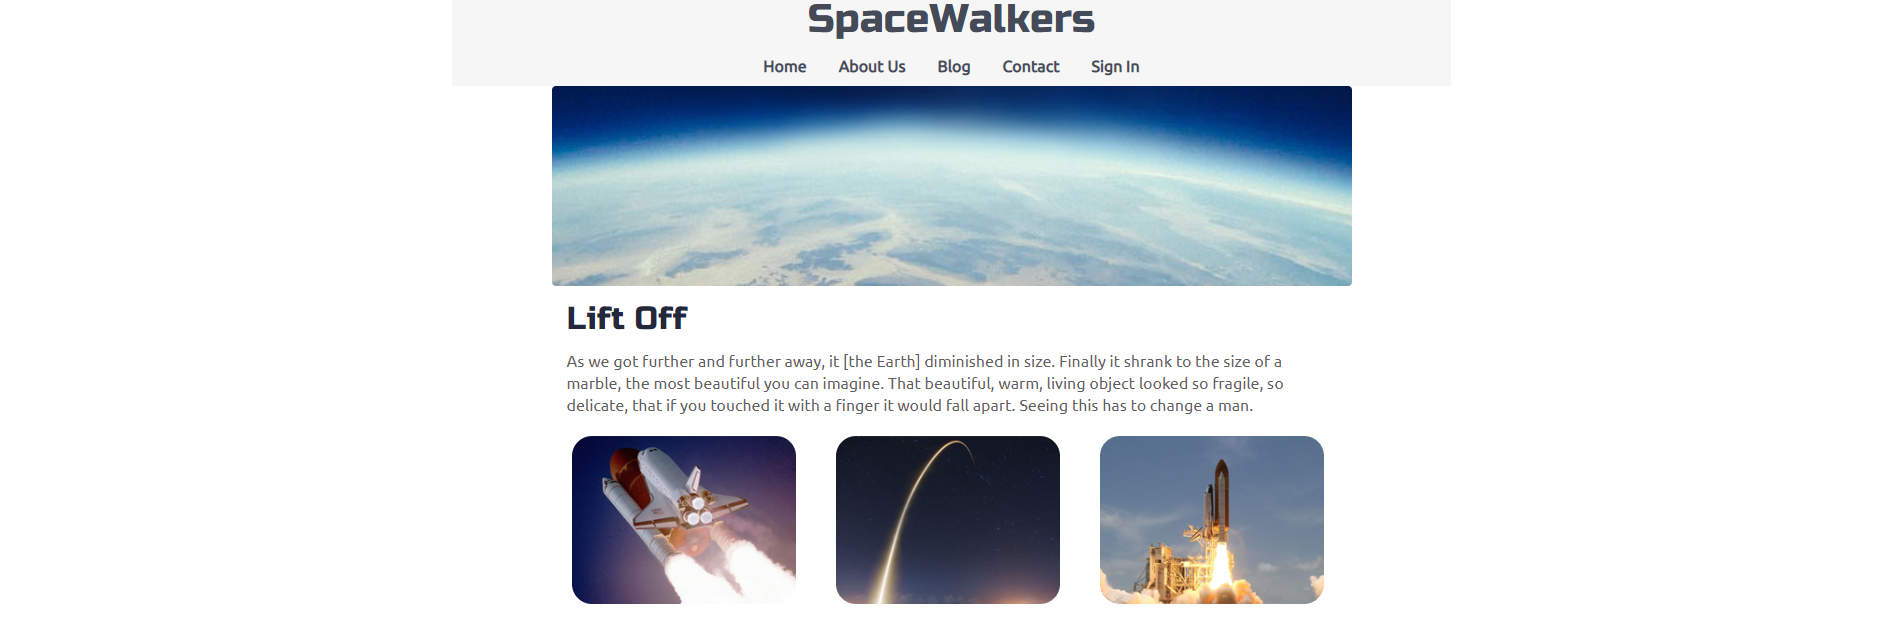 SpaceWalkers
Home About Us Blog Contact Sign In
Lift Off
As we got further and further away, it [the Earth] diminished in size. Finally it shrank to the size of a
marble, the most beautiful you can imagine. That beautiful, warm, living object looked so fragile, so
delicate, that if you touched it with a finger it would fall apart. Seeing this has to change a man.